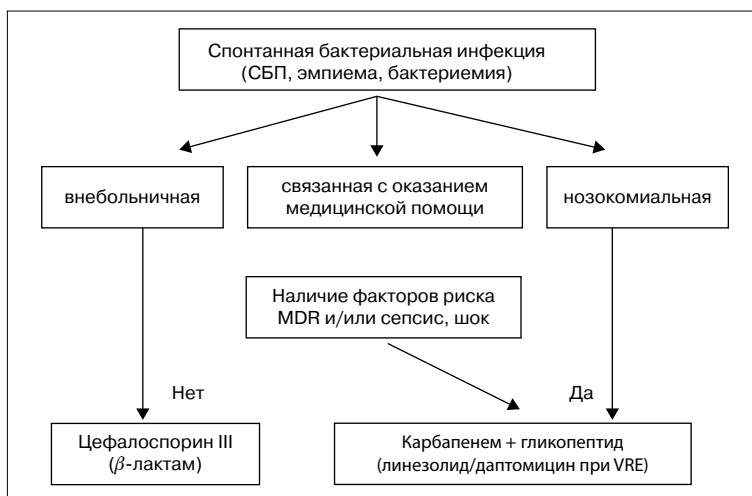 Спонтанная бактериальная инфекция
(СБП, эмпиема, бактериемия)
внебольничная
связанная с оказанием
медицинской помощи
нозокомиальная
Наличие факторов риска
MDR и/или сепсис, шок
Нет
Да
Цефалоспорин III
(β-лактам)
Карбапенем + гликопептид
(линезолид/даптомицин при VRE)